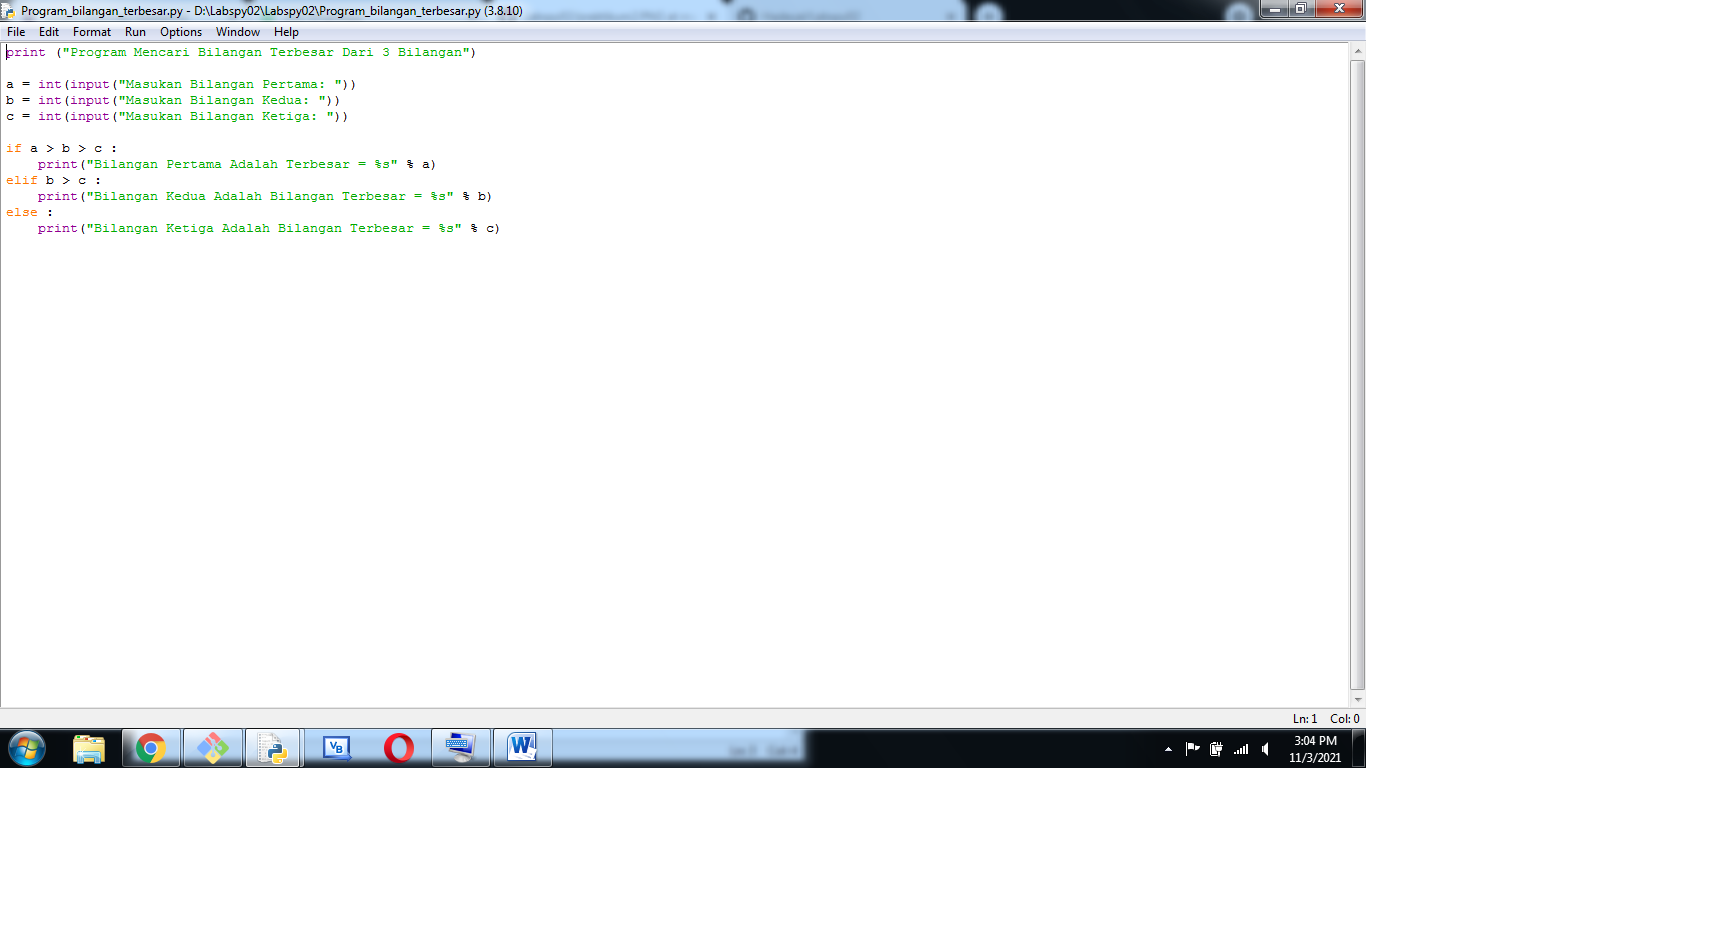 Program_bilangan_terbesar.py - D:\Labspy02\Labspy02\Program_bilangan_terbesar.py (3.8.10)
File Edit Format Run Options Window Help
print ("Program Mencari Bilangan Terbesar Dari 3 Bilangan")
a = int(input("Masukan Bilangan Pertama: "))
b = int(input("Masukan Bilangan Kedua: "))
c = int(input("Masukan Bilangan Ketiga: "))
if a > b > c :
    print("Bilangan Pertama Adalah Terbesar = %s" % a)
elif b > c :
    print("Bilangan Kedua Adalah Bilangan Terbesar = %s" % b)
else :
    print("Bilangan Ketiga Adalah Bilangan Terbesar = %s" % c)
Ln: 1 Col: 0
VB
W
3:04 PM
11/3/2021